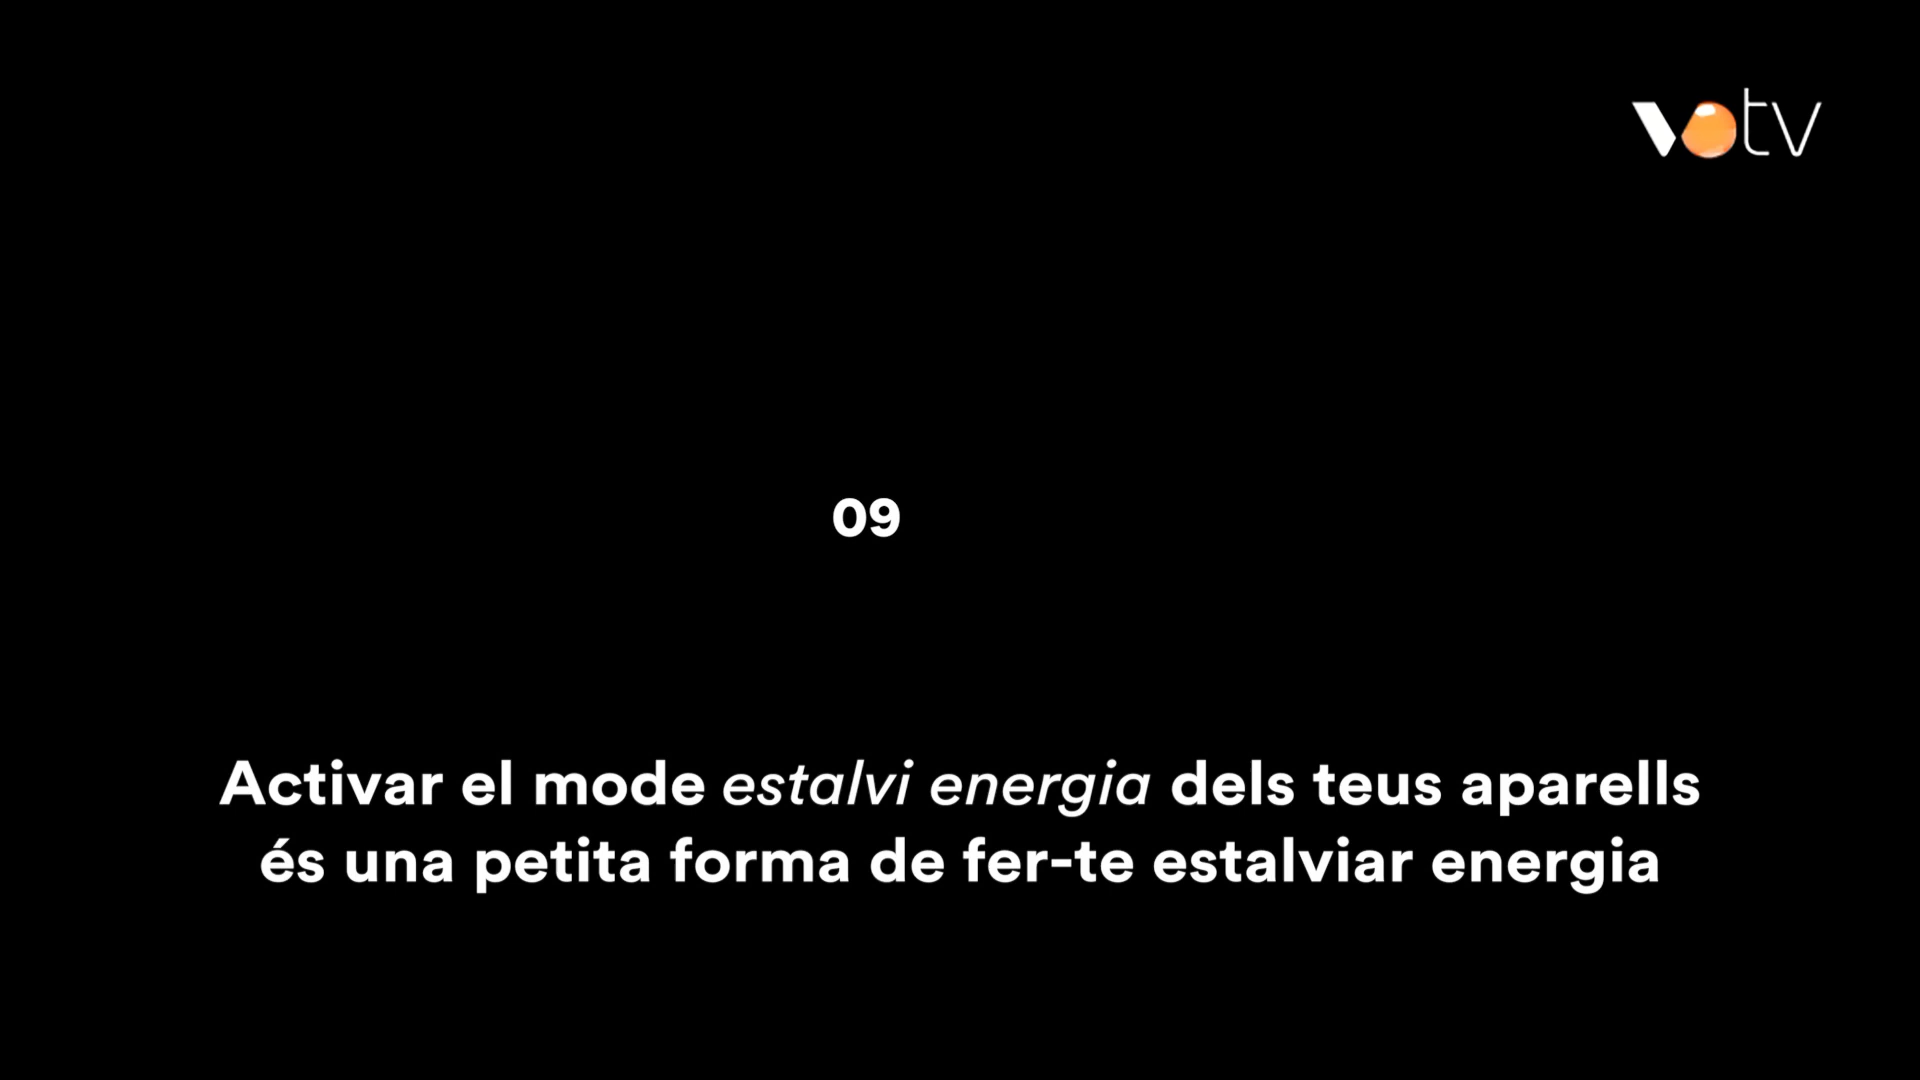 votv
09
Activar el mode estalvi energia dels teus aparells
és una petita forma de fer-te estalviar energia